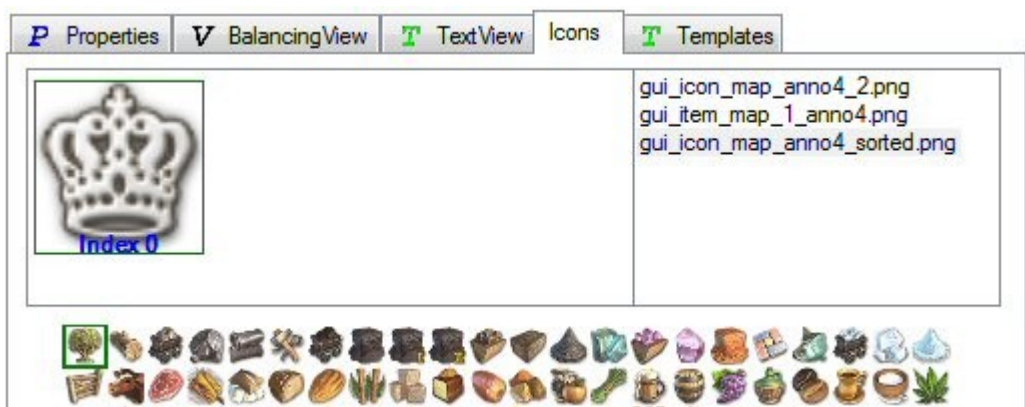 P Properties V BalancingView T TextView Icons T Templates
gui_icon_map_anno4_2.png
gui_item_map_1_anno4.png
gui_icon_map_anno4_sorted.png
Index 0